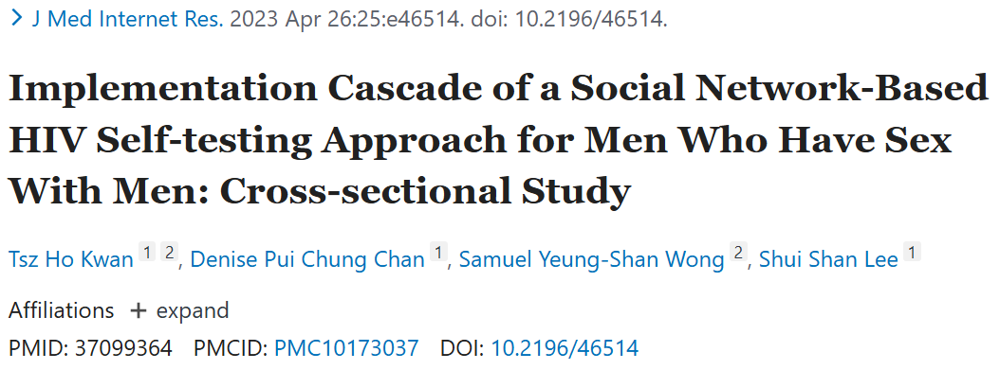 > J Med Internet Res. 2023 Apr 26:25:e46514. doi: 10.2196/46514.
Implementation Cascade of a Social Network-Based
HIV Self-testing Approach for Men Who Have Sex
With Men: Cross-sectional Study
Tsz Ho Kwan 1 2, Denise Pui Chung Chan 1, Samuel Yeung-Shan Wong 2, Shui Shan Lee 1
Affiliations + expand
PMID: 37099364 PMCID: PMC10173037 DOI: 10.2196/46514